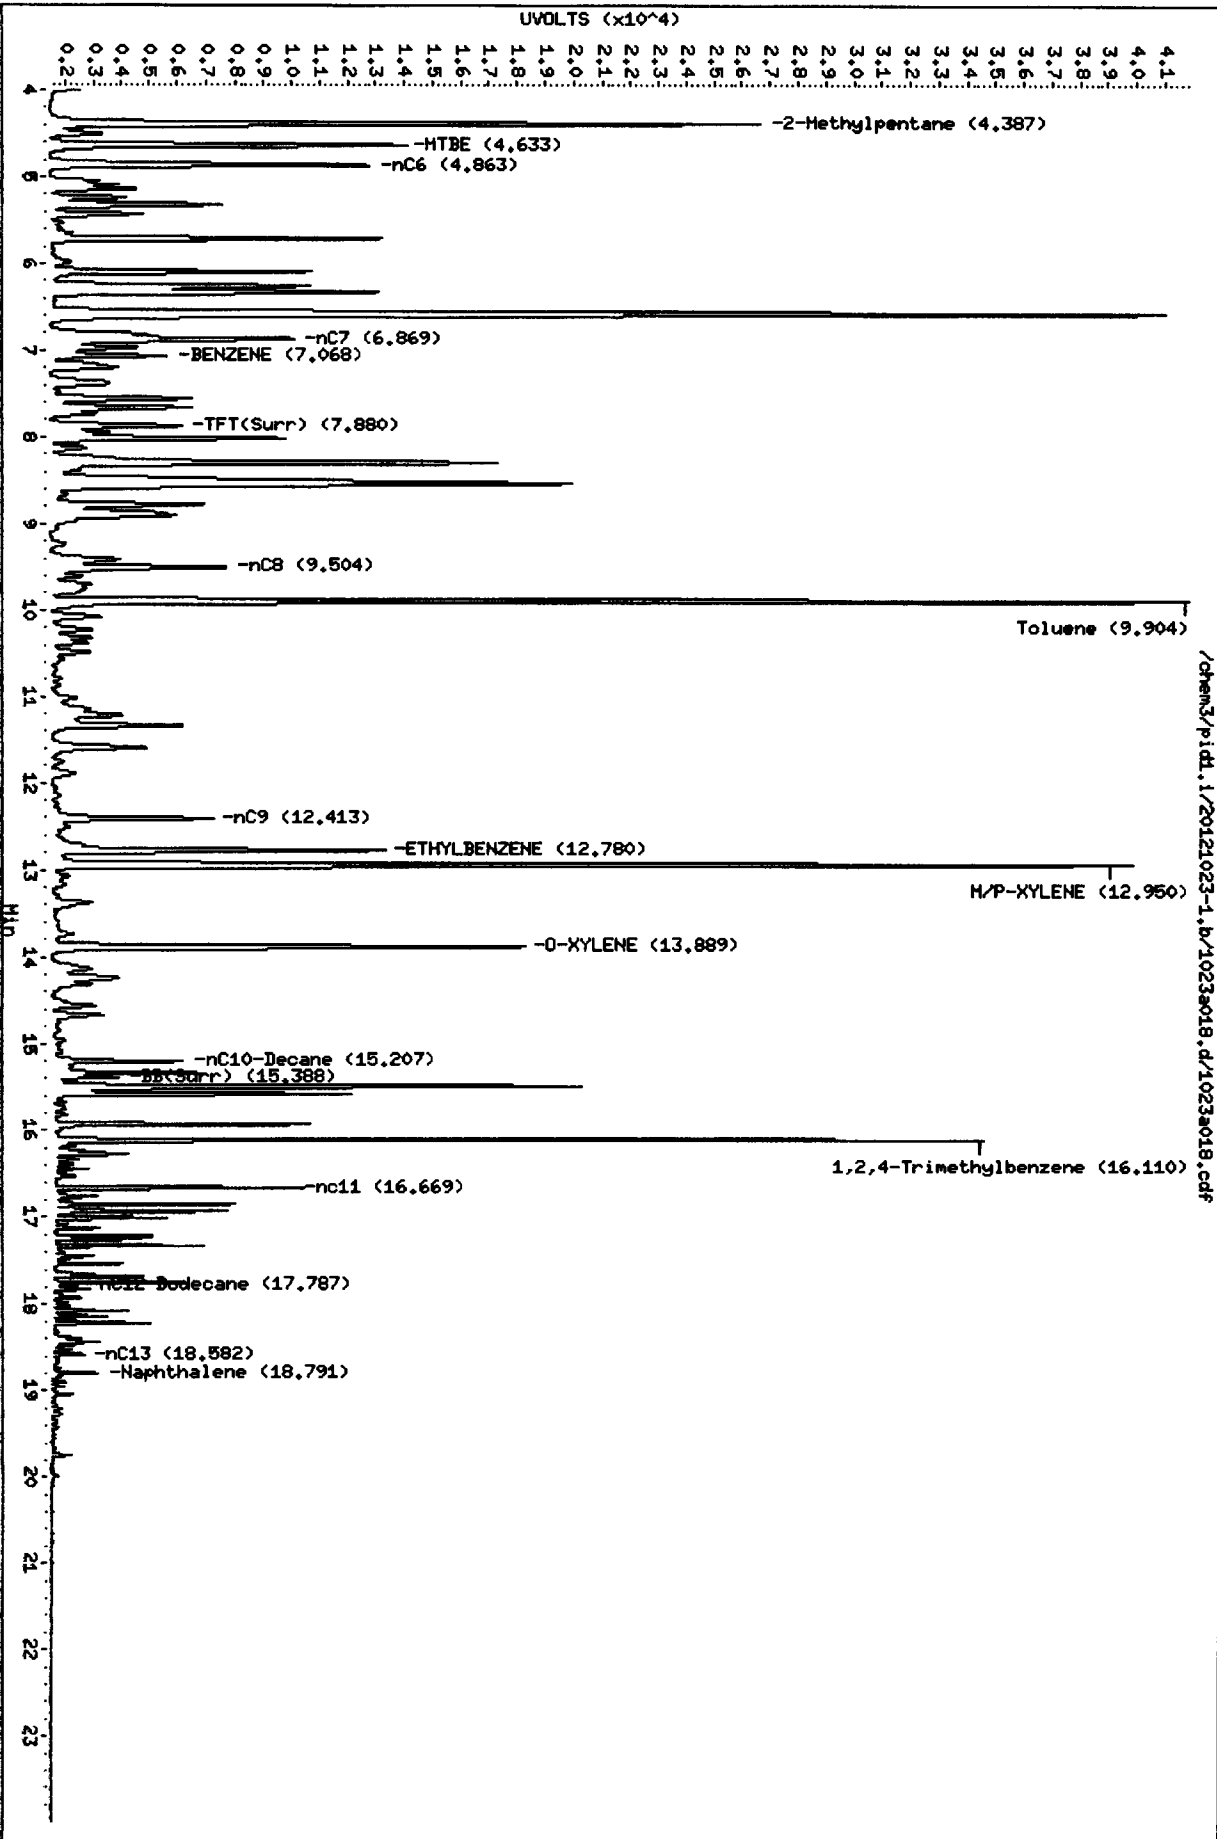 UVOLTS (x10^4)
0.2 0.3 0.4 0.5 0.6 0.7 0.8 0.9 1.0 1.1 1.2 1.3 1.4 1.5 1.6 1.7 1.8 1.9 2.0 2.1 2.2 2.3 2.4 2.5 2.6 2.7 2.8 2.9 3.0 3.1 3.2 3.3 3.4 3.5 3.6 3.7 3.8 3.9 4.0 4.1
4
-2-Methylpentane (4.387)
-MTBE (4.633)
-nC6 (4.863)
5
6
-nC7 (6.869)
7
-BENZENE (7.068)
-TFT(Surr) (7.880)
8
9
-nC8 (9.504)
10
Toluene (9.904)
11
12
-nC9 (12.413)
-ETHYLBENZENE (12.780)
13
M/P-XYLENE (12.950)
-O-XYLENE (13.889)
14
15
-nC10-Decane (15.207)
-BB(Surr) (15.388)
16
1,2,4-Trimethylbenzene (16.110)
-nc11 (16.669)
17
-nC12-Dodecane (17.787)
18
-nC13 (18.582)
-Naphthalene (18.791)
19
20
21
22
23
Min
/chem3/pid1.i/20121023-1.b/1023a018.d/1023a018.cdf